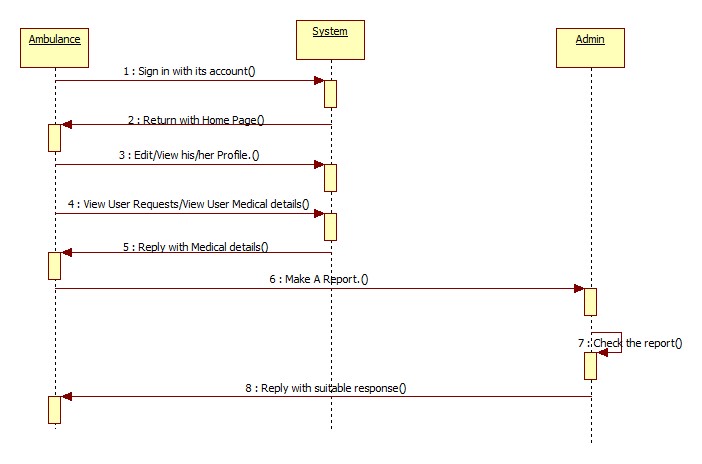 Ambulance
System
Admin
1 : Sign in with its account()
2 : Return with Home Page()
3 : Edit/View his/her Profile.()
4 : View User Requests/View User Medical details()
5 : Reply with Medical details()
6 : Make A Report.()
7 : Check the report()
8 : Reply with suitable response()